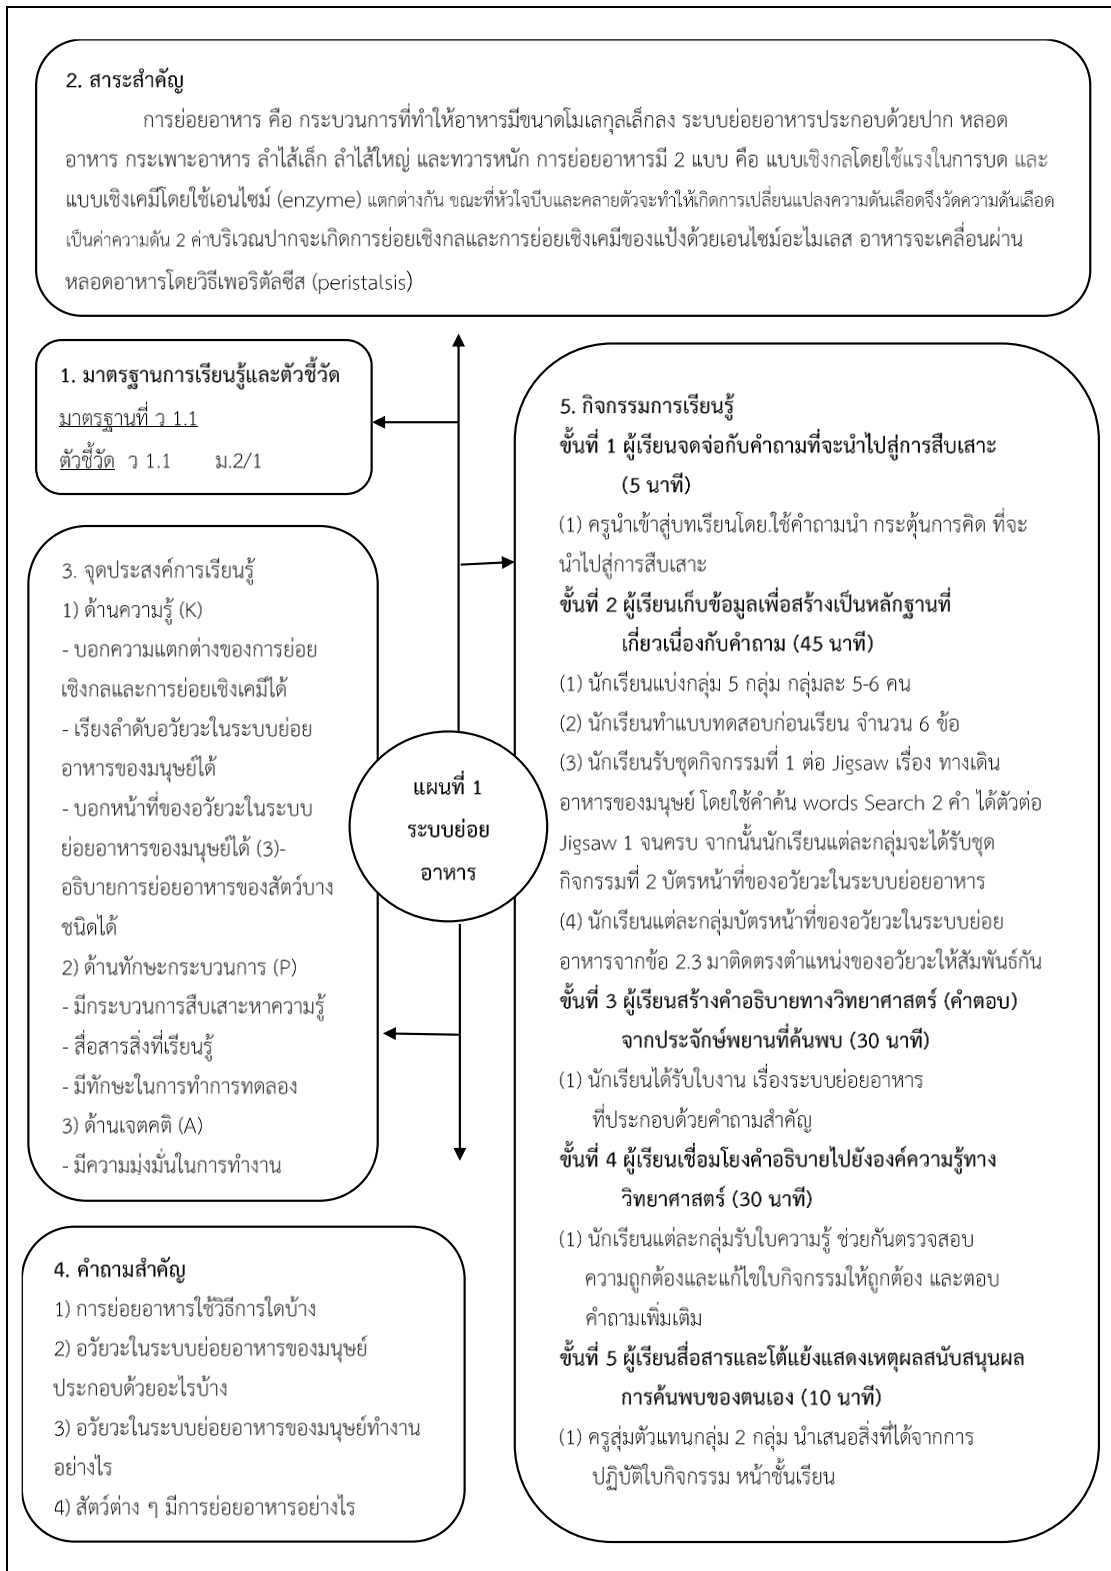 2. สาระสำคัญ
การย่อยอาหาร คือ กระบวนการที่ทำให้อาหารมีขนาดโมเลกุลเล็กลง ระบบย่อยอาหารประกอบด้วยปาก หลอด
อาหาร กระเพาะอาหาร ลำไส้เล็ก ลำไส้ใหญ่ และทวารหนัก การย่อยอาหารมี 2 แบบ คือ แบบเชิงกลโดยใช้แรงในการบด และ
แบบเชิงเคมีโดยใช้เอนไซม์ (enzyme) แตกต่างกัน ขณะที่หัวใจบีบและคลายตัวจะทำให้เกิดการเปลี่ยนแปลงความดันเลือดจึงวัดความดันเลือด
เป็นค่าความดัน 2 ค่าบริเวณปากจะเกิดการย่อยเชิงกลและการย่อยเชิงเคมีของแป้งด้วยเอนไซม์อะไมเลส อาหารจะเคลื่อนผ่าน
หลอดอาหารโดยวิธีเพอริตัลซีส (peristalsis)
1. มาตรฐานการเรียนรู้และตัวชี้วัด
มาตรฐานที่ ว 1.1
ตัวชี้วัด ว 1.1 ม.2/1
3. จุดประสงค์การเรียนรู้
1) ด้านความรู้ (K)
- บอกความแตกต่างของการย่อย
เชิงกลและการย่อยเชิงเคมีได้
- เรียงลำดับอวัยวะในระบบย่อย
อาหารของมนุษย์ได้
- บอกหน้าที่ของอวัยวะในระบบ
ย่อยอาหารของมนุษย์ได้ (3)-
อธิบายการย่อยอาหารของสัตว์บาง
ชนิดได้
2) ด้านทักษะกระบวนการ (P)
- มีกระบวนการสืบเสาะหาความรู้
- สื่อสารสิ่งที่เรียนรู้
- มีทักษะในการทำการทดลอง
3) ด้านเจตคติ (A)
- มีความมุ่งมั่นในการทำงาน
4. คำถามสำคัญ
1) การย่อยอาหารใช้วิธีการใดบ้าง
2) อวัยวะในระบบย่อยอาหารของมนุษย์
ประกอบด้วยอะไรบ้าง
3) อวัยวะในระบบย่อยอาหารของมนุษย์ทำงาน
อย่างไร
4) สัตว์ต่าง ๆ มีการย่อยอาหารอย่างไร
แผนที่ 1
ระบบย่อย
อาหาร
5. กิจกรรมการเรียนรู้
ขั้นที่ 1 ผู้เรียนจดจ่อกับคำถามที่จะนำไปสู่การสืบเสาะ
(5 นาที)
(1) ครูนำเข้าสู่บทเรียนโดย.ใช้คำถามนำ กระตุ้นการคิด ที่จะ
นำไปสู่การสืบเสาะ
ขั้นที่ 2 ผู้เรียนเก็บข้อมูลเพื่อสร้างเป็นหลักฐานที่
เกี่ยวเนื่องกับคำถาม (45 นาที)
(1) นักเรียนแบ่งกลุ่ม 5 กลุ่ม กลุ่มละ 5-6 คน
(2) นักเรียนทำแบบทดสอบก่อนเรียน จำนวน 6 ข้อ
(3) นักเรียนรับชุดกิจกรรมที่ 1 ต่อ Jigsaw เรื่อง ทางเดิน
อาหารของมนุษย์ โดยใช้คำค้น words Search 2 คำ ได้ตัวต่อ
Jigsaw 1 จนครบ จากนั้นนักเรียนแต่ละกลุ่มจะได้รับชุด
กิจกรรมที่ 2 บัตรหน้าที่ของอวัยวะในระบบย่อยอาหาร
(4) นักเรียนแต่ละกลุ่มบัตรหน้าที่ของอวัยวะในระบบย่อย
อาหารจากข้อ 2.3 มาติดตรงตำแหน่งของอวัยวะให้สัมพันธ์กัน
ขั้นที่ 3 ผู้เรียนสร้างคำอธิบายทางวิทยาศาสตร์ (คำตอบ)
จากประจักษ์พยานที่ค้นพบ (30 นาที)
(1) นักเรียนได้รับใบงาน เรื่องระบบย่อยอาหาร
ที่ประกอบด้วยคำถามสำคัญ
ขั้นที่ 4 ผู้เรียนเชื่อมโยงคำอธิบายไปยังองค์ความรู้ทาง
วิทยาศาสตร์ (30 นาที)
(1) นักเรียนแต่ละกลุ่มรับใบความรู้ ช่วยกันตรวจสอบ
ความถูกต้องและแก้ไขใบกิจกรรมให้ถูกต้อง และตอบ
คำถามเพิ่มเติม
ขั้นที่ 5 ผู้เรียนสื่อสารและโต้แย้งแสดงเหตุผลสนับสนุนผล
การค้นพบของตนเอง (10 นาที)
(1) ครูสุ่มตัวแทนกลุ่ม 2 กลุ่ม นำเสนอสิ่งที่ได้จากการ
ปฏิบัติใบกิจกรรม หน้าชั้นเรียน